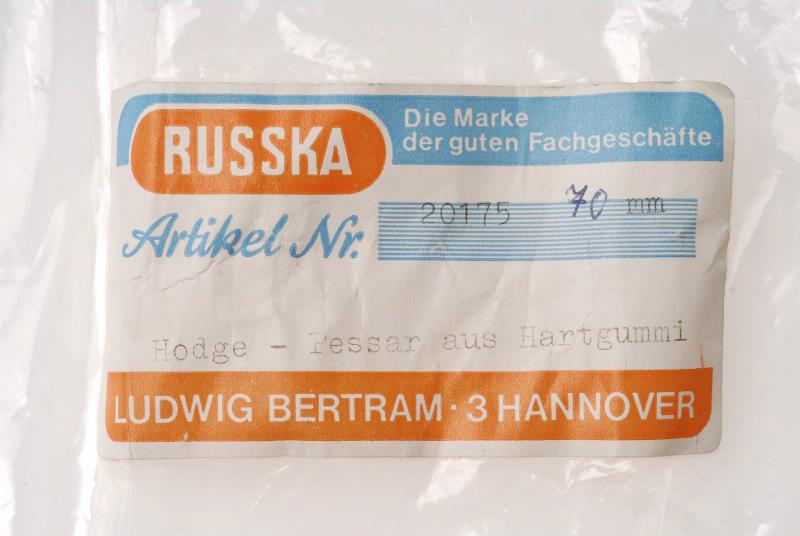 RUSSKA
Die Marke
der guten Fachgeschäfte
Artikel Nr. 20175 70 mm
Hodge - Pessar aus Hartgummi
LUDWIG BERTRAM · 3 HANNOVER